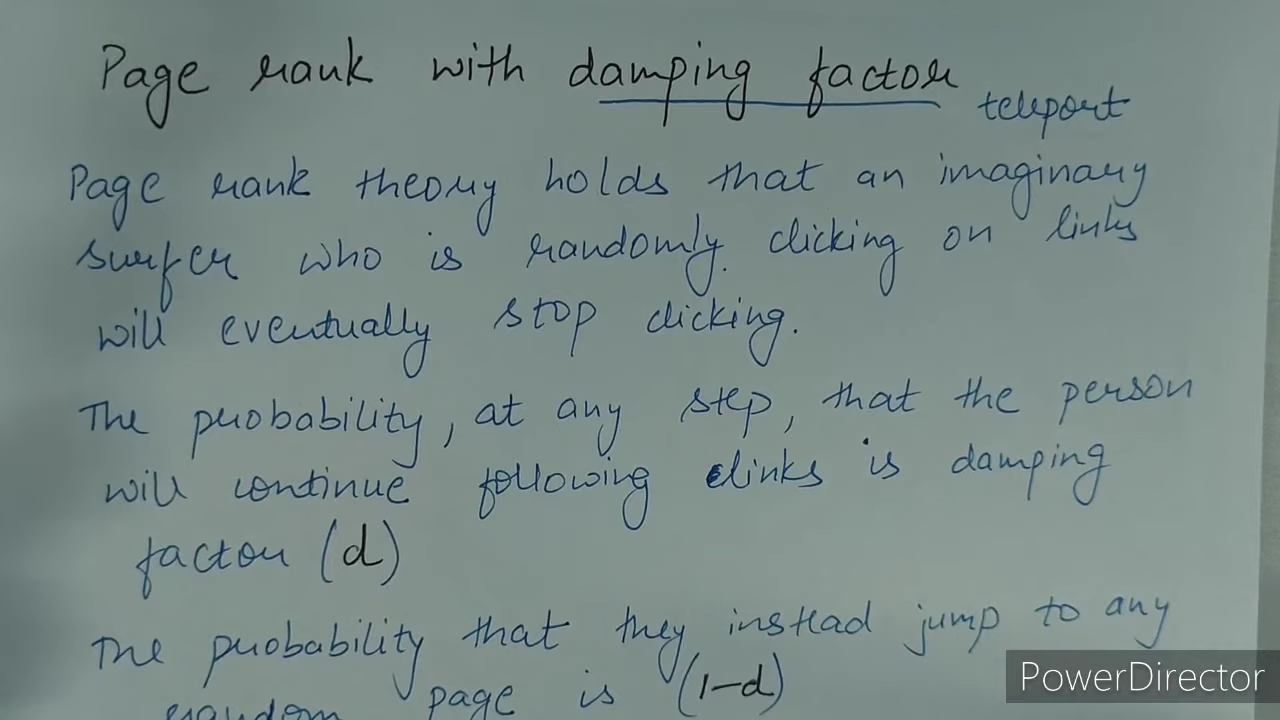 Page rank with damping factor
teleport
Page rank theory holds that an imaginary
surfer who is randomly clicking on links
will eventually stop clicking.
The probability, at any step, that the person
will continue following links is damping
factor (d)
The probability that they instead jump to any
random page is (1-d)
PowerDirector